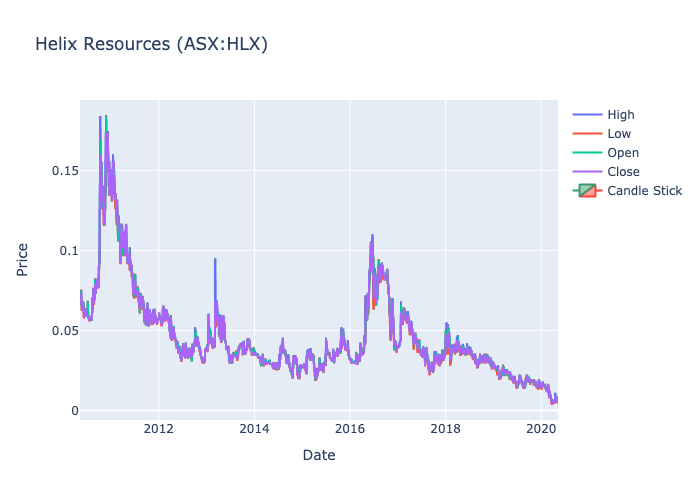 Helix Resources (ASX:HLX)
High
Low
Open
Close
Candle Stick
0.15
0.1
0.05
0
Price
2012
2014
2016
2018
2020
Date